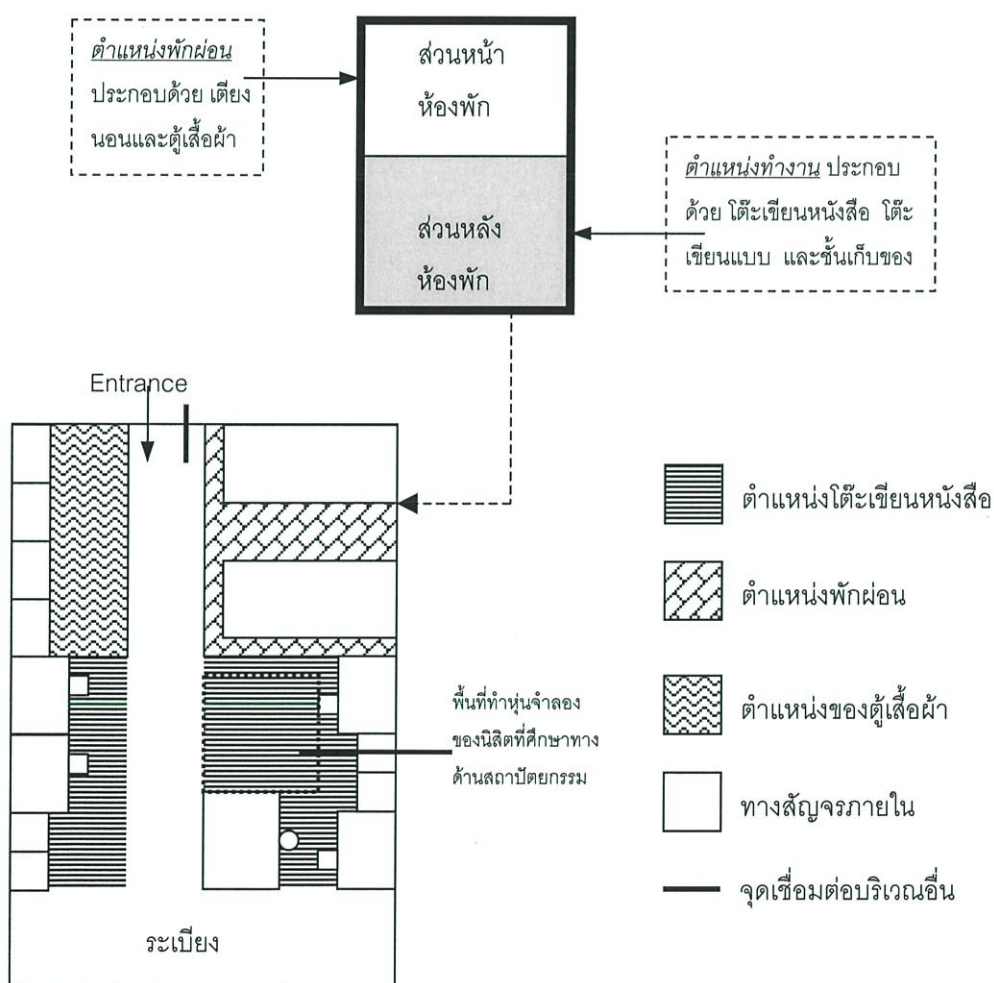 ตำแหน่งพักผ่อน
ประกอบด้วย เตียง
นอนและตู้เสื้อผ้า
ส่วนหน้า
ห้องพัก
ส่วนหลัง
ห้องพัก
ตำแหน่งทำงาน ประกอบ
ด้วย โต๊ะเขียนหนังสือ โต๊ะ
เขียนแบบ และชั้นเก็บของ
Entrance
พื้นที่ทำหุ่นจำลอง
ของนิสิตที่ศึกษาทาง
ด้านสถาปัตยกรรม
ระเบียง
ตำแหน่งโต๊ะเขียนหนังสือ
ตำแหน่งพักผ่อน
ตำแหน่งของตู้เสื้อผ้า
ทางสัญจรภายใน
จุดเชื่อมต่อบริเวณอื่น